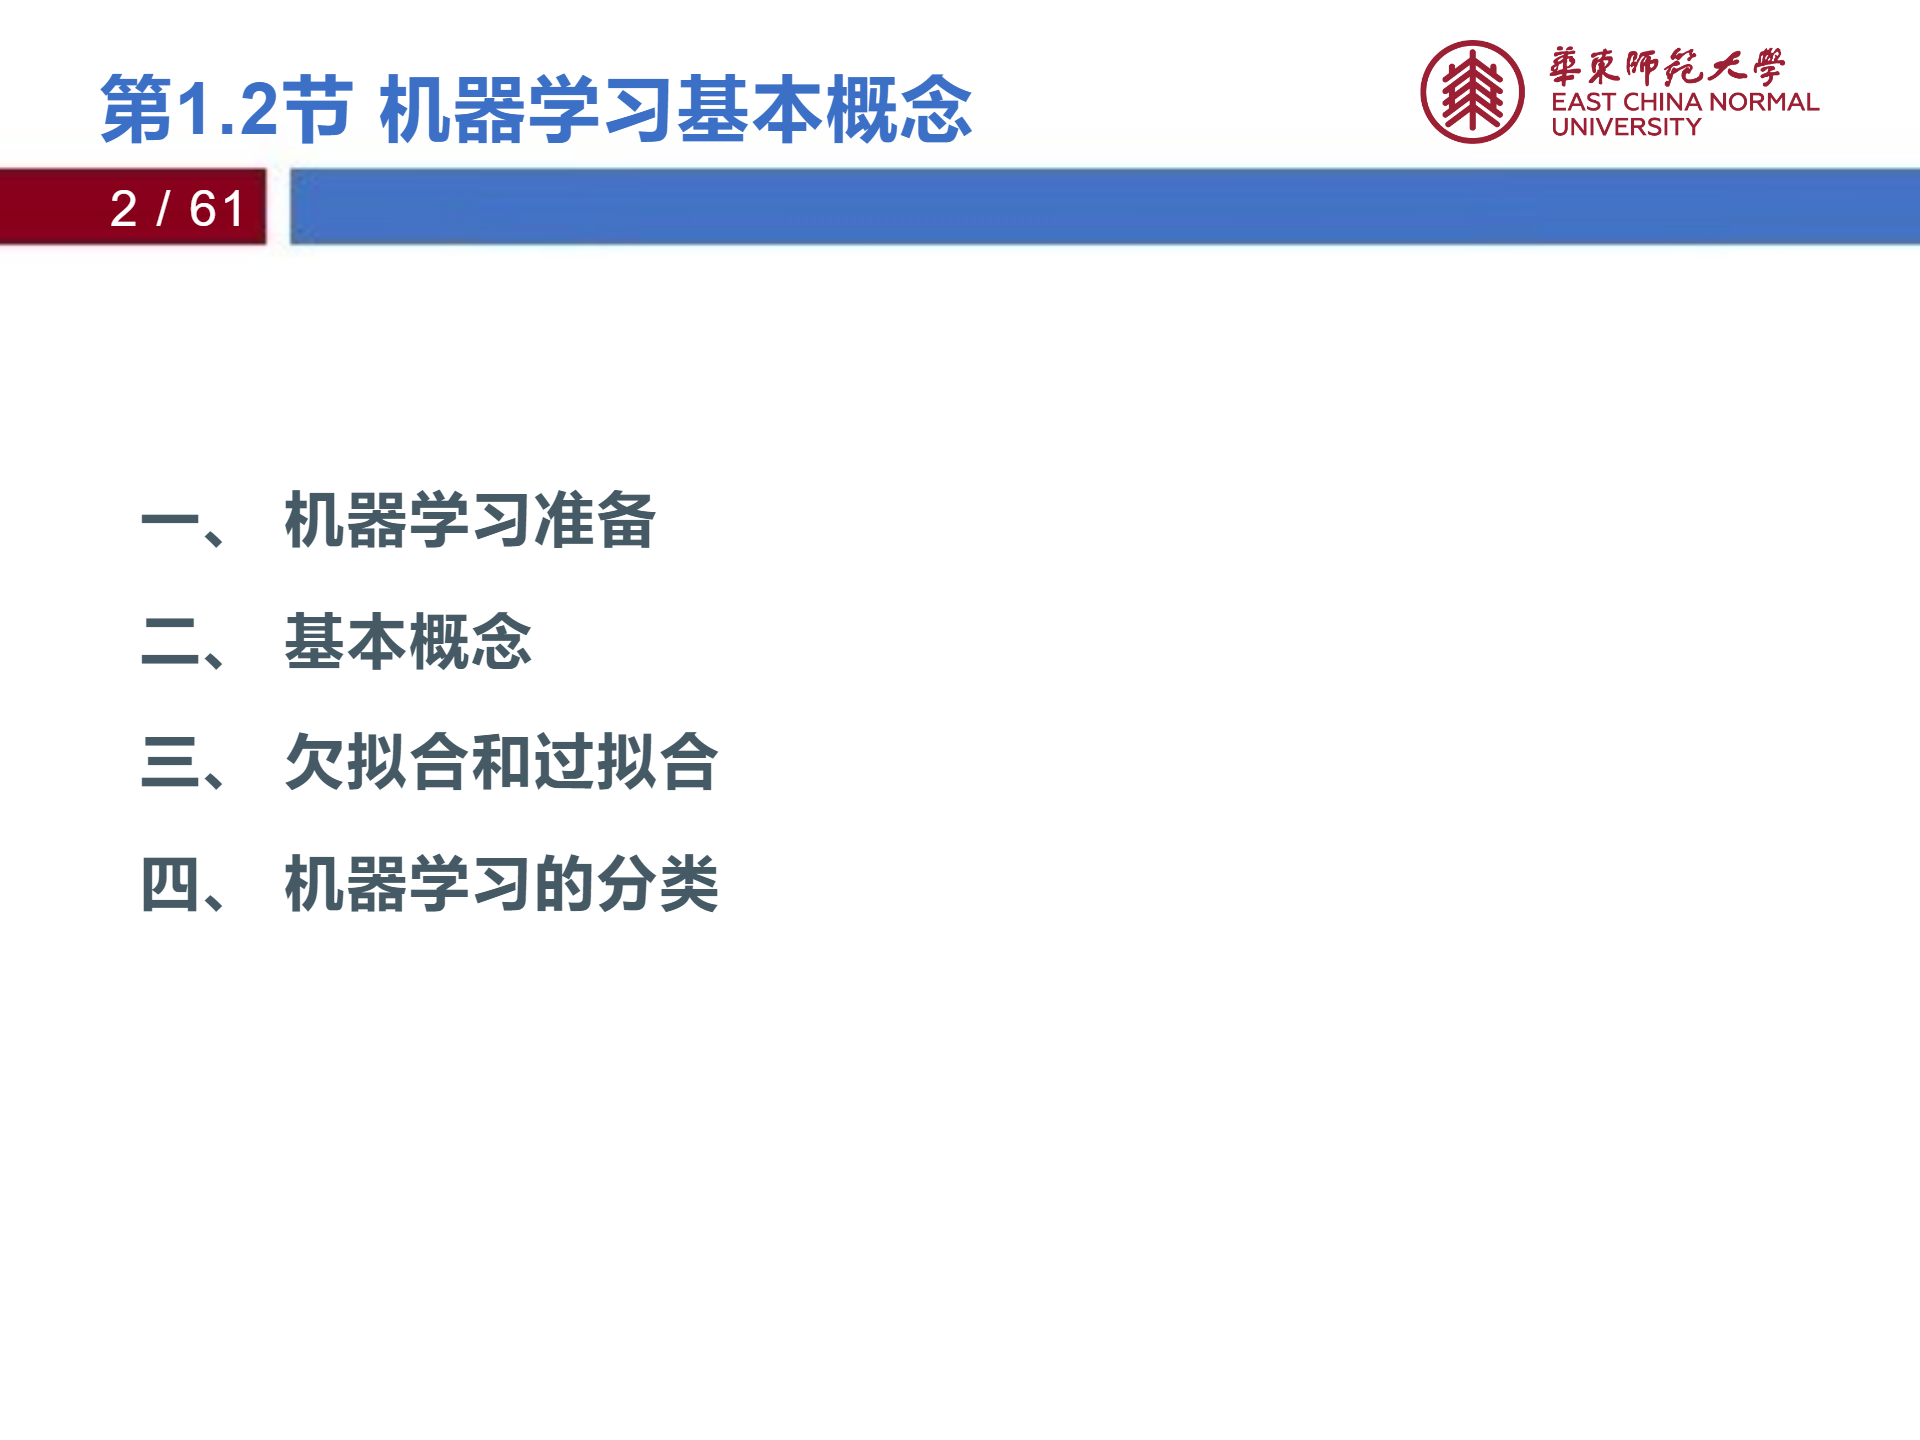 第1.2节 机器学习基本概念
華東師範大學
EAST CHINA NORMAL
UNIVERSITY
2 / 61
一、 机器学习准备
二、 基本概念
三、 欠拟合和过拟合
四、 机器学习的分类